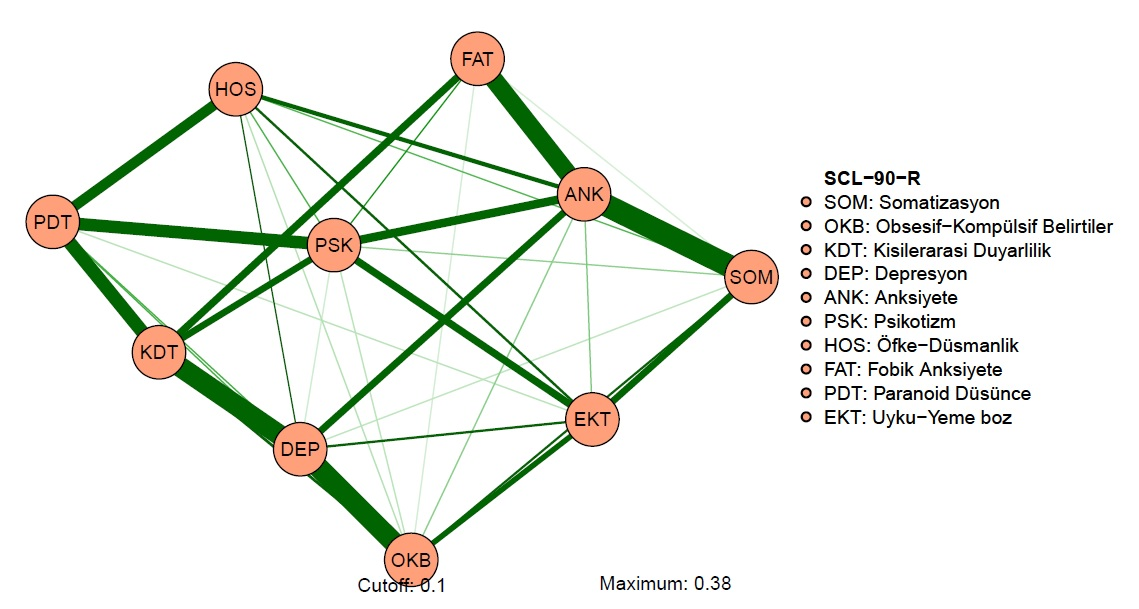 FAT
HOS
ANK
PDT
PSK
SOM
KDT
EKT
DEP
OKB
Cutoff: 0.1
Maximum: 0.38
SCL−90−R
SOM: Somatizasyon
OKB: Obsesif−Kompülsif Belirtiler
KDT: Kisilerarasi Duyarlilik
DEP: Depresyon
ANK: Anksiyete
PSK: Psikotizm
HOS: Öfke−Düsmanlik
FAT: Fobik Anksiyete
PDT: Paranoid Düsünce
EKT: Uyku−Yeme boz